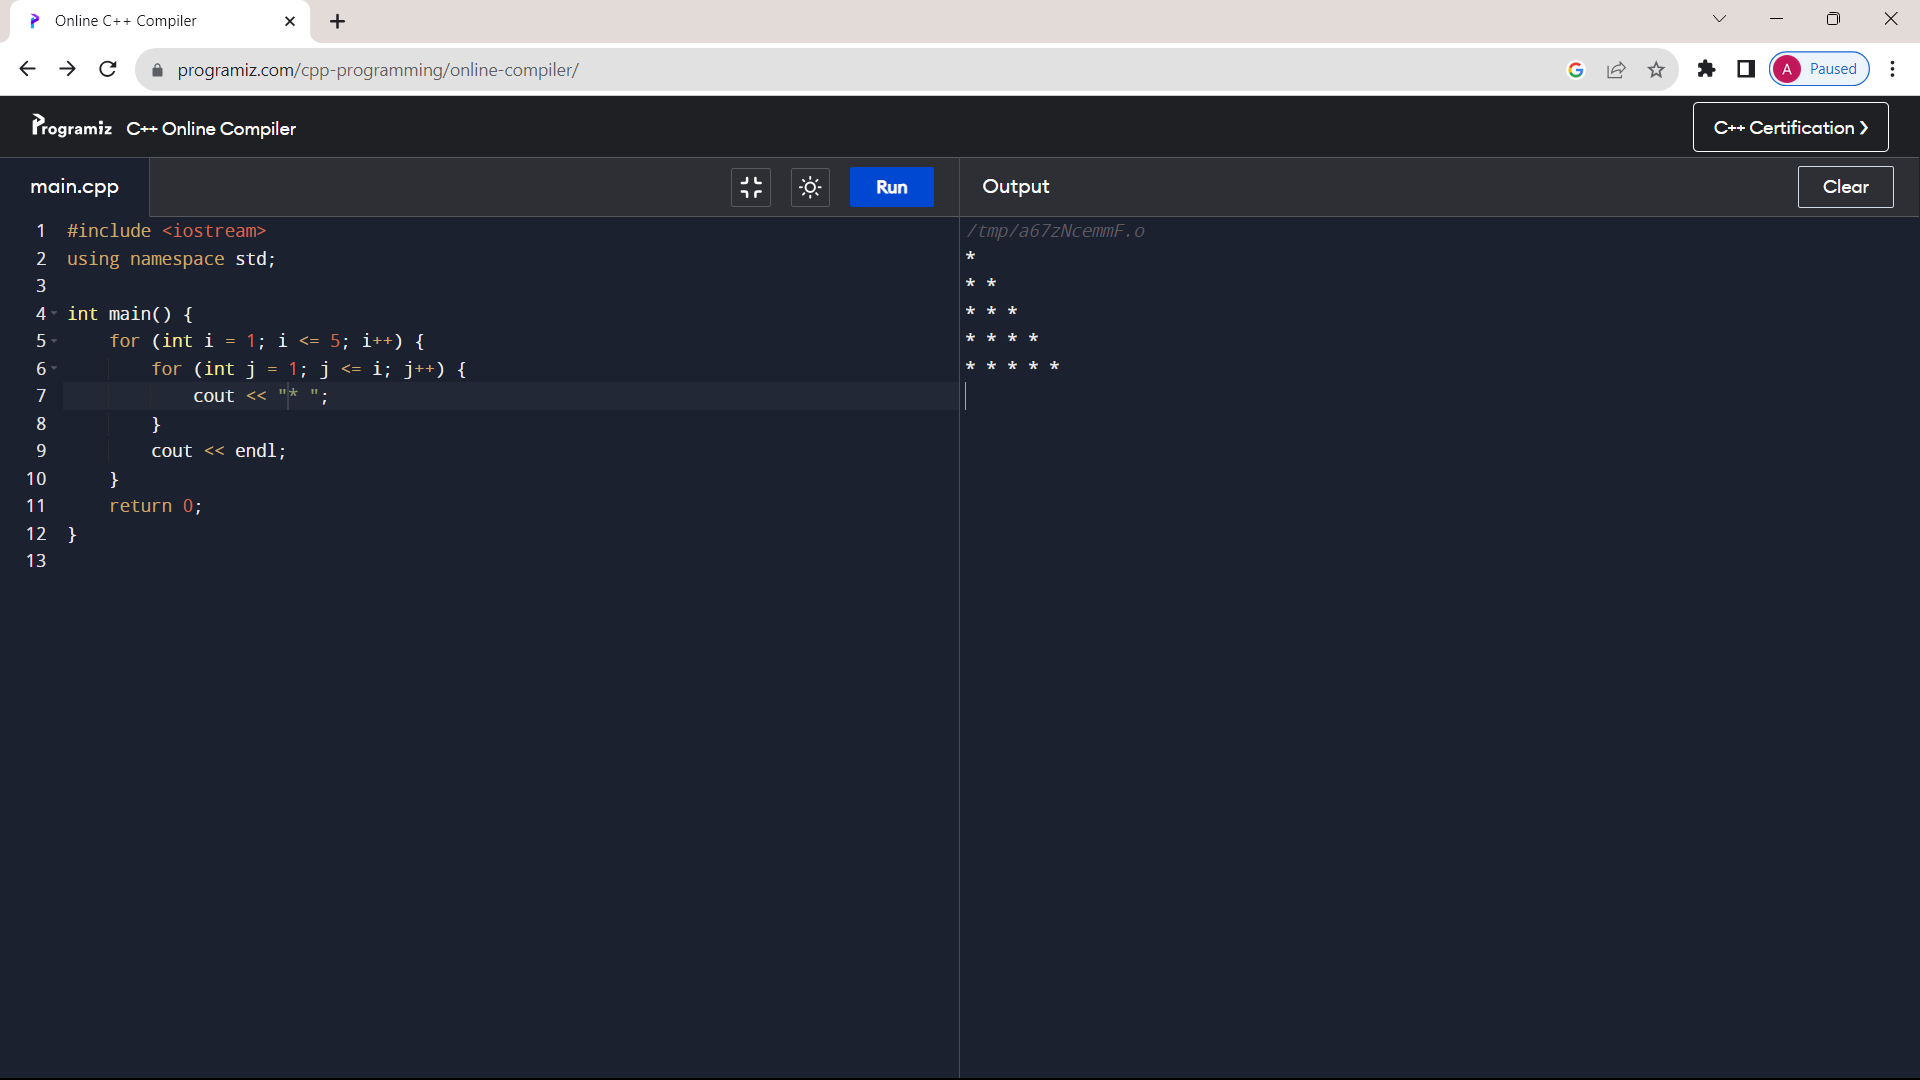 Online C++ Compiler
programiz.com/cpp-programming/online-compiler/
A Paused
Programiz C++ Online Compiler
C++ Certification ❯
main.cpp
Run
Output
Clear
1 #include <iostream>
2 using namespace std;
3
4 int main() {
5     for (int i = 1; i <= 5; i++) {
6         for (int j = 1; j <= i; j++) {
7             cout << "* ";
8         }
9         cout << endl;
10     }
11     return 0;
12 }
13
/tmp/a67zNcemmF.o
*
* *
* * *
* * * *
* * * * *